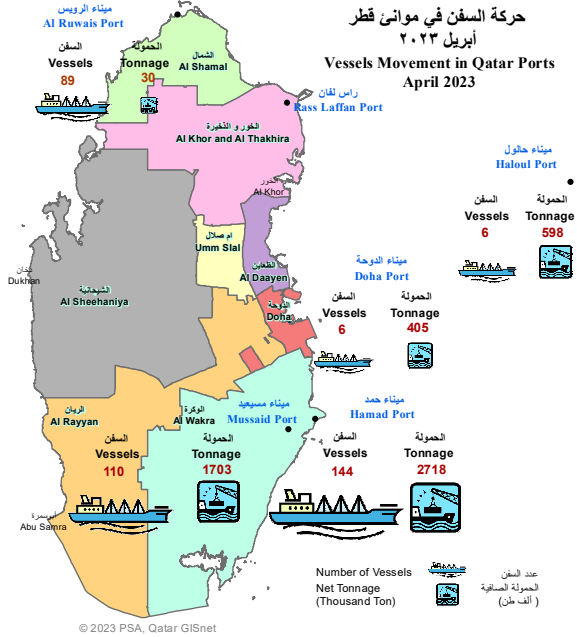 حركة السفن في موانئ قطر
أبريل ٢٠٢٣
Vessels Movement in Qatar Ports
April 2023
ميناء الرويس
Al Ruwais Port
السفن
Vessels
89
الحمولة
Tonnage
30
الشمال
Al Shamal
راس لفان
Rass Laffan Port
الخور و الذخيرة
Al Khor and Al Thakhira
الخور
Al Khor
ميناء حالول
Haloul Port
السفن
Vessels
6
الحمولة
Tonnage
598
ام صلال
Umm Slal
الظعاين
Al Daayen
ميناء الدوحة
Doha Port
السفن
Vessels
6
الحمولة
Tonnage
405
دخان
Dukhan
الشيحانية
Al Sheehaniya
الدوحة
Doha
الريان
Al Rayyan
الوكرة
Al Wakra
ميناء مسيعيد
Mussaid Port
السفن
Vessels
110
الحمولة
Tonnage
1703
ميناء حمد
Hamad Port
السفن
Vessels
144
الحمولة
Tonnage
2718
أبوسمرة
Abu Samra
Number of Vessels
عدد السفن
Net Tonnage
(Thousand Ton)
الحمولة الصافية
( ألف طن)
© 2023 PSA, Qatar GISnet